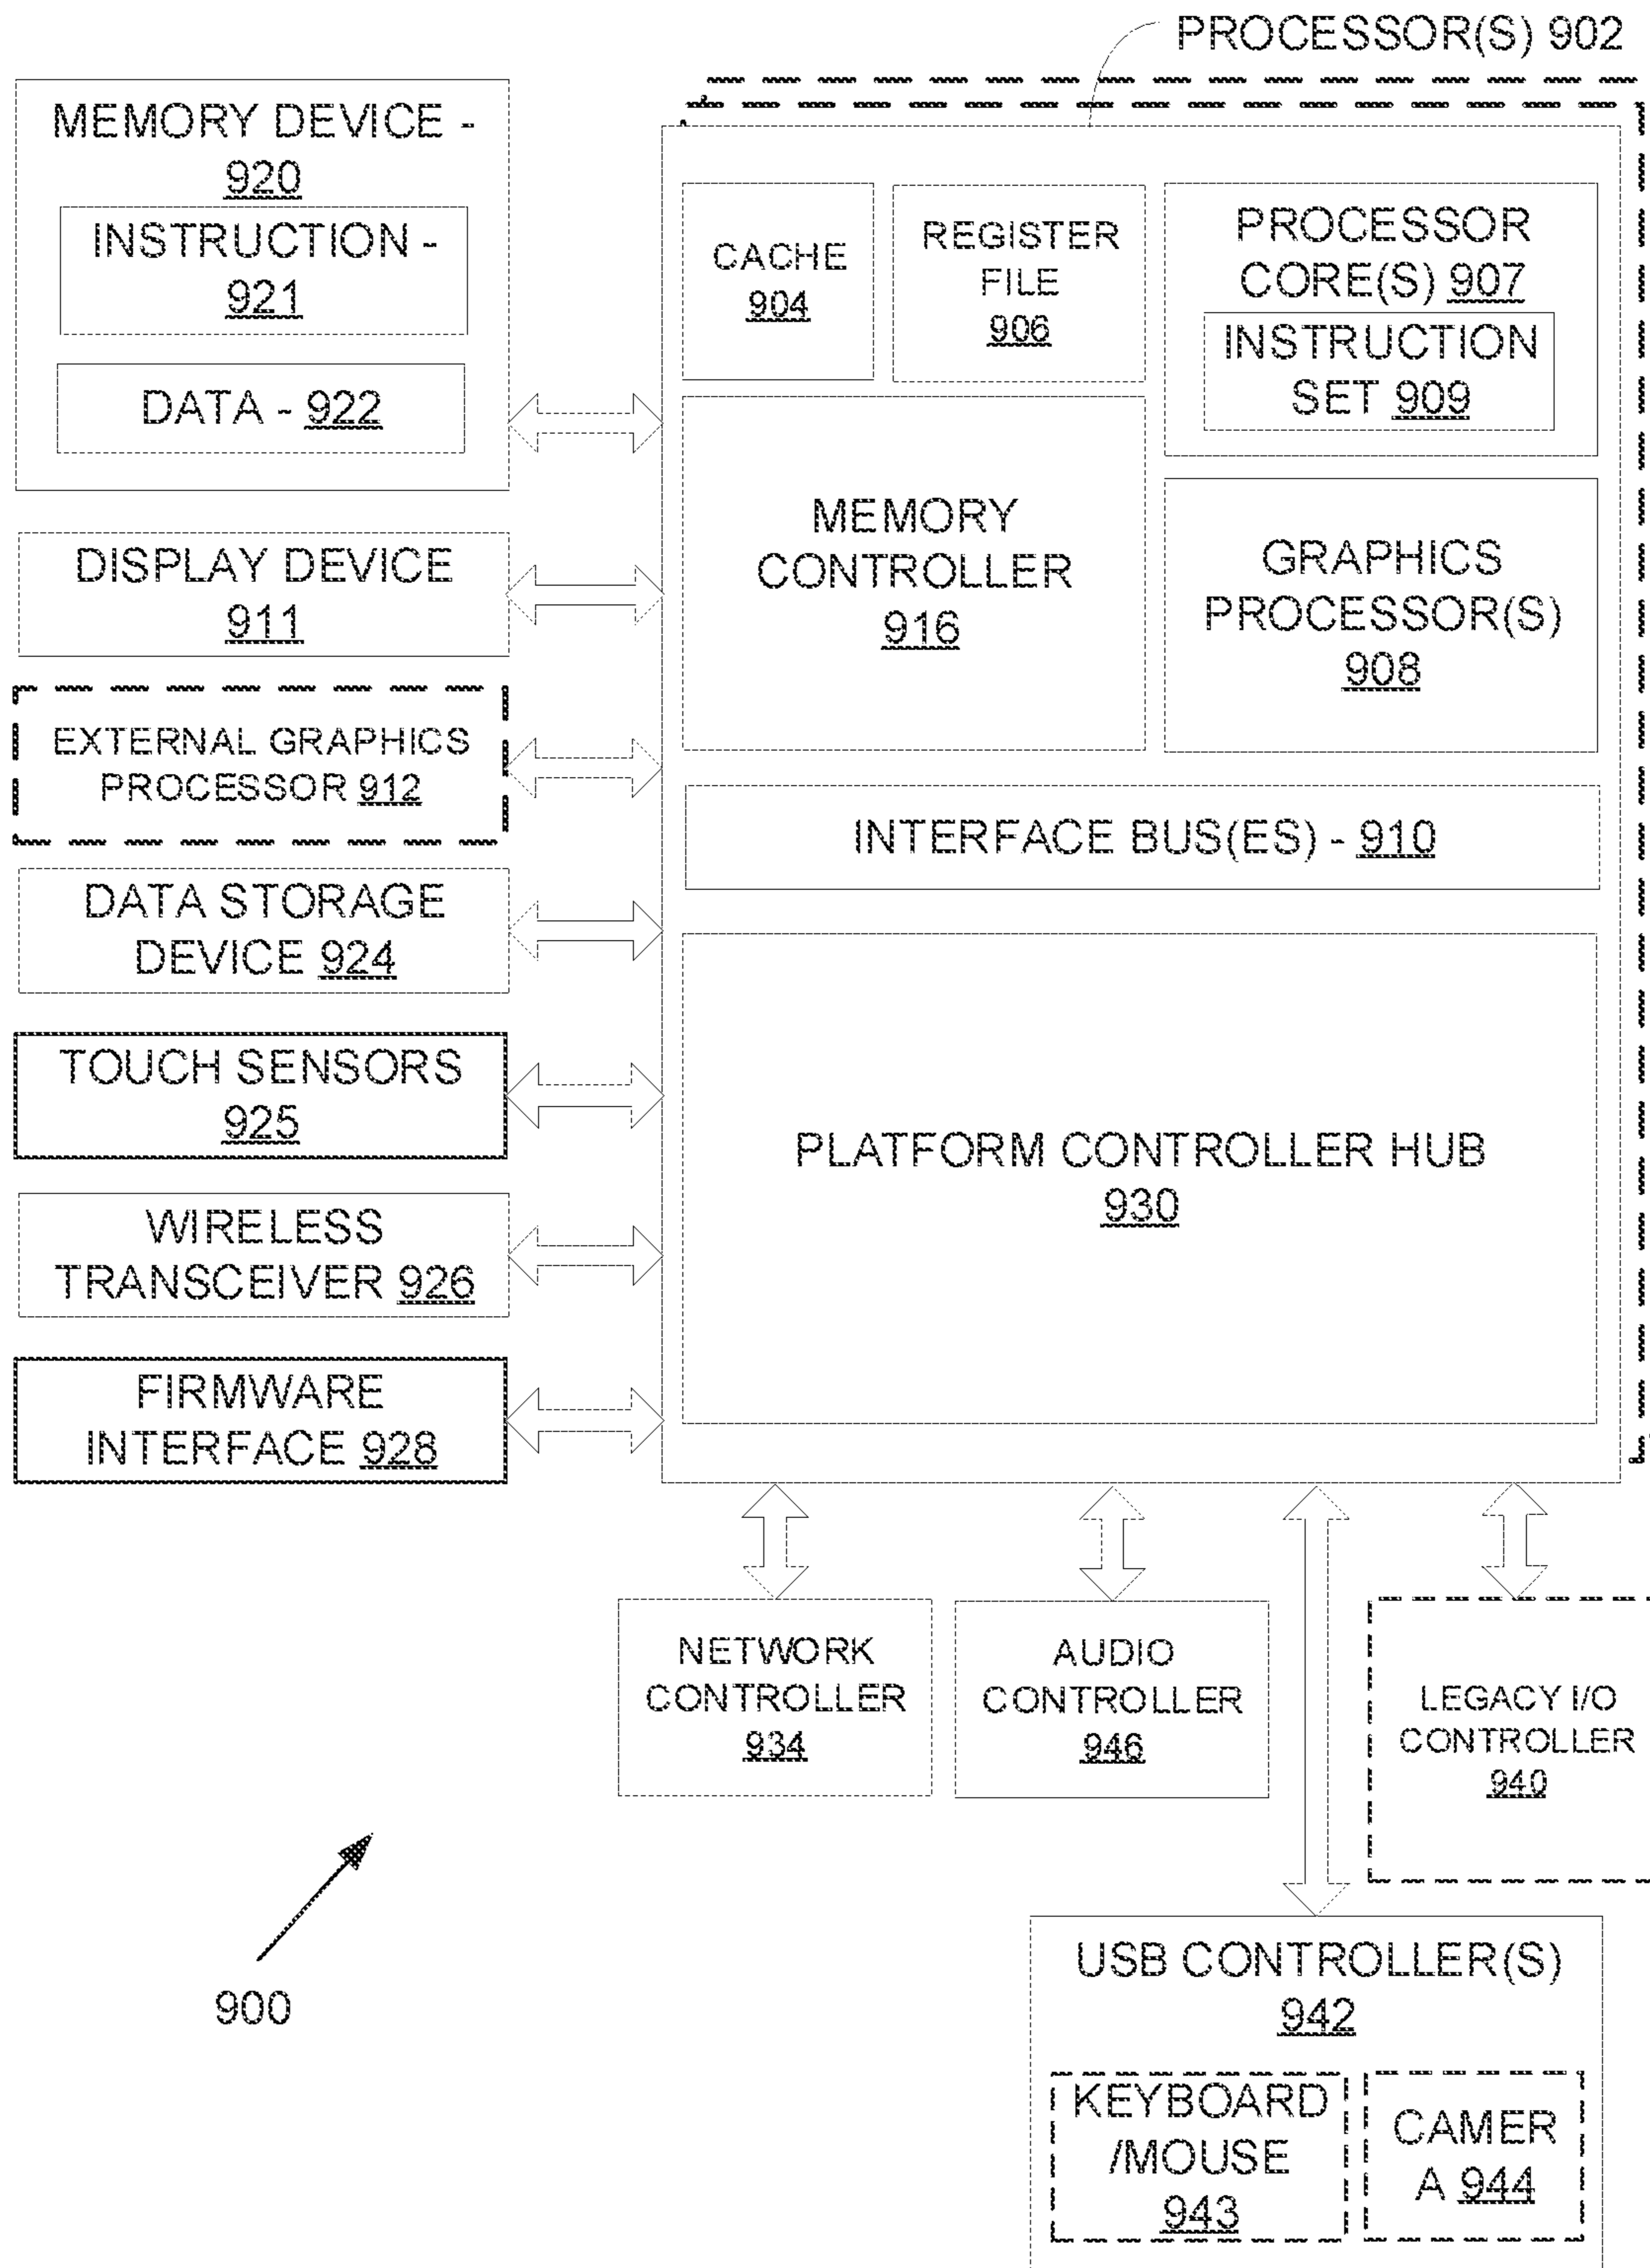 PROCESSOR(S) 902
MEMORY DEVICE -
920
INSTRUCTION -
921
DATA - 922
DISPLAY DEVICE
911
EXTERNAL GRAPHICS
PROCESSOR 912
DATA STORAGE
DEVICE 924
TOUCH SENSORS
925
WIRELESS
TRANSCEIVER 926
FIRMWARE
INTERFACE 928
CACHE
904
REGISTER
FILE
906
PROCESSOR
CORE(S) 907
INSTRUCTION
SET 909
MEMORY
CONTROLLER
916
GRAPHICS
PROCESSOR(S)
908
INTERFACE BUS(ES) - 910
PLATFORM CONTROLLER HUB
930
NETWORK
CONTROLLER
934
AUDIO
CONTROLLER
946
LEGACY I/O
CONTROLLER
940
USB CONTROLLER(S)
942
KEYBOARD
/MOUSE
943
CAMER
A 944
900